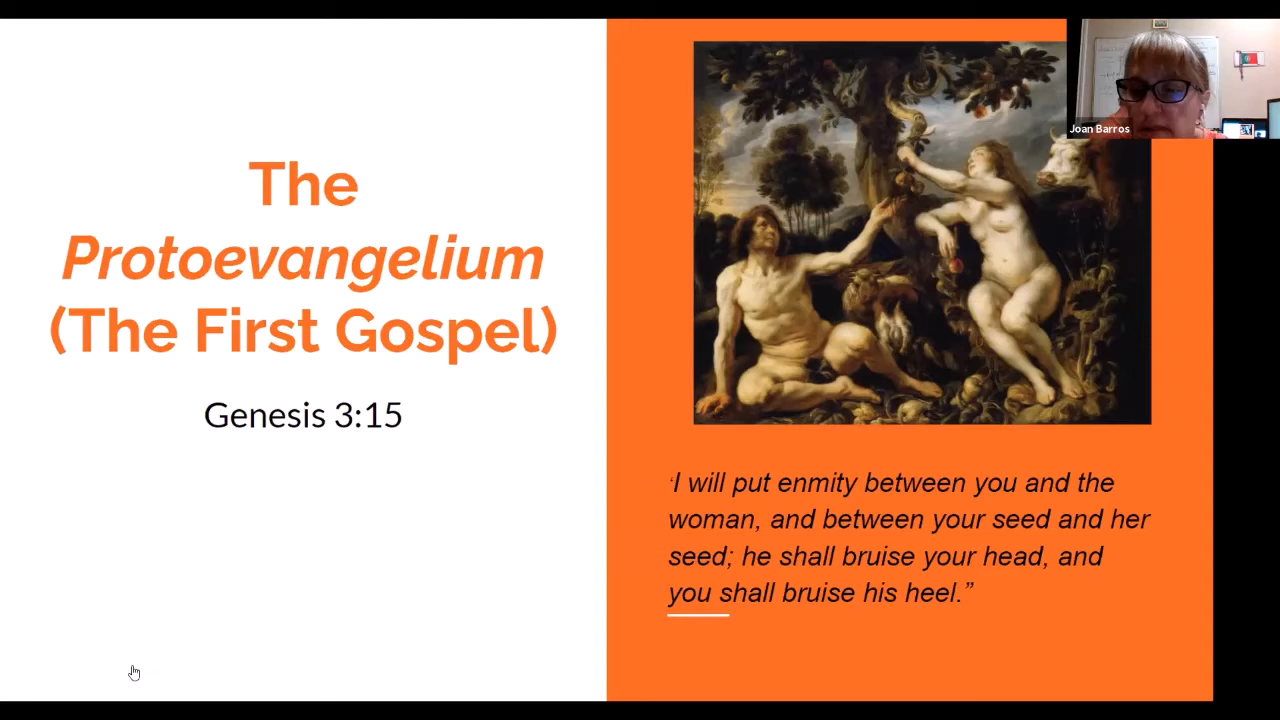 The
Protoevangelium
(The First Gospel)
Genesis 3:15
Joan Barros
‘I will put enmity between you and the
woman, and between your seed and her
seed; he shall bruise your head, and
you shall bruise his heel.”